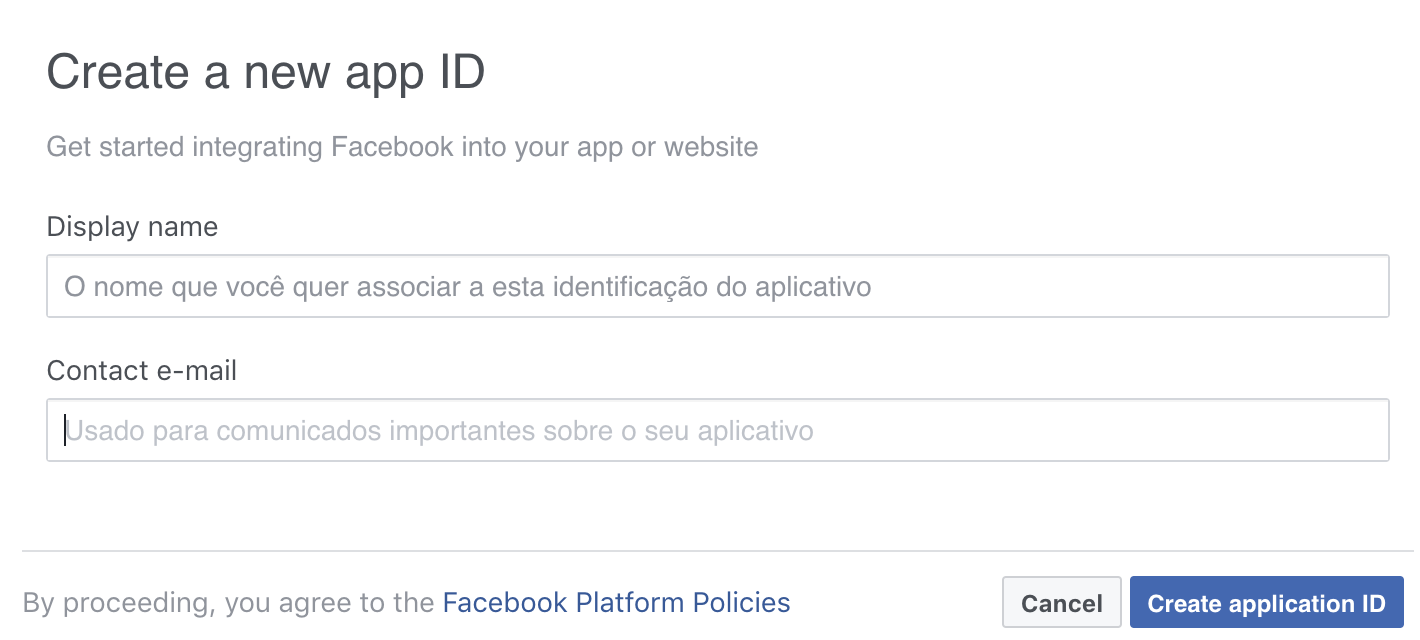 Create a new app ID
Get started integrating Facebook into your app or website
Display name
O nome que você quer associar a esta identificação do aplicativo
Contact e-mail
Usado para comunicados importantes sobre o seu aplicativo
By proceeding, you agree to the Facebook Platform Policies
Cancel
Create application ID